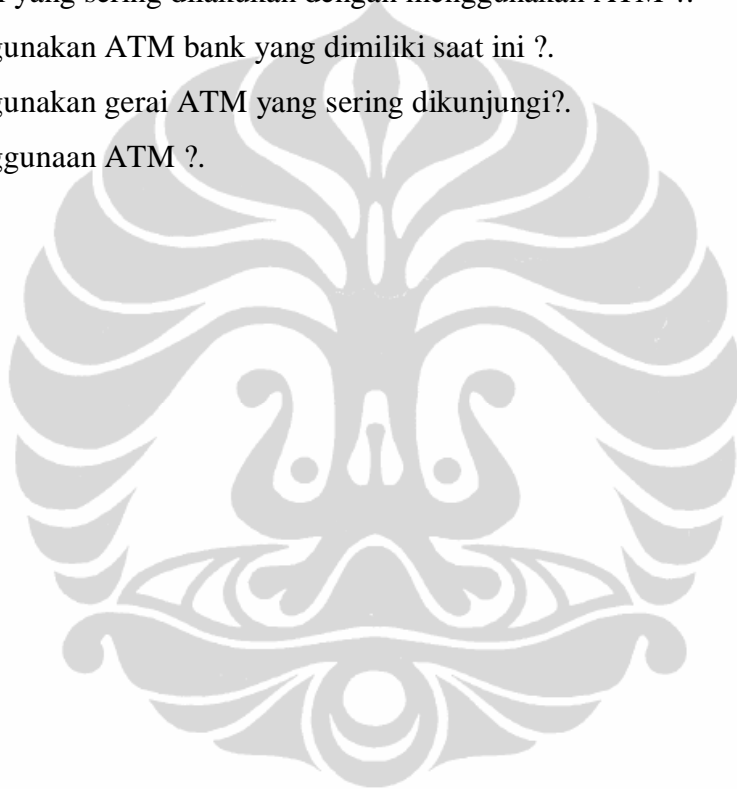 yang sering dilakukan dengan menggunakan ATM ?.
gunakan ATM bank yang dimiliki saat ini ?.
gunakan gerai ATM yang sering dikunjungi?.
ggunaan ATM ?.